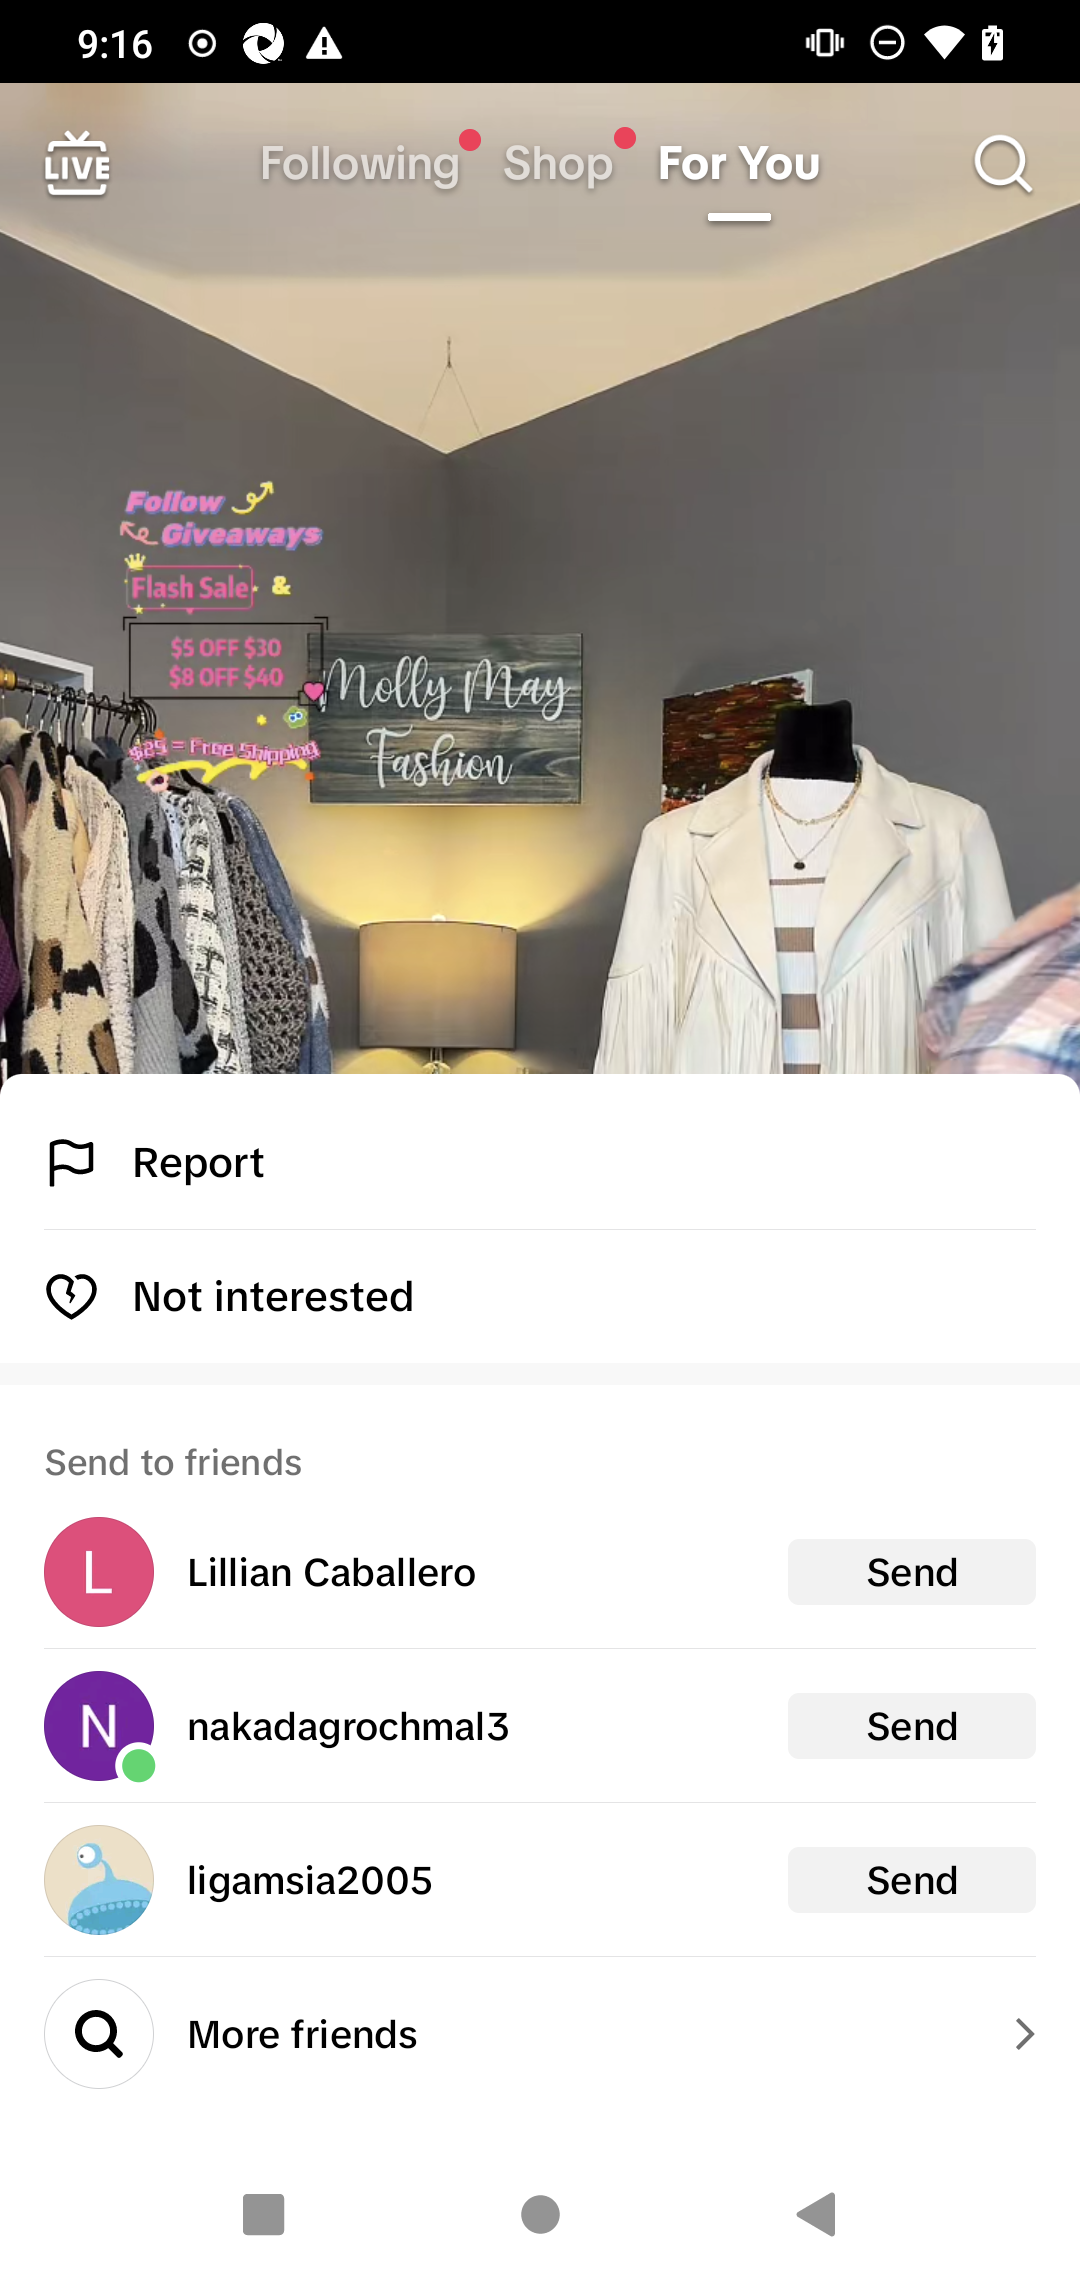 9:16
LIVE
Following
Shop
For You
Follow
Giveaways
Flash Sale &
$5 OFF $30
$8 OFF $40
$25 = Free Shipping
Molly May
Fashion
Report
Not interested
Send to friends
L
Lillian Caballero
Send
N
nakadagrochmal3
Send
ligamsia2005
Send
More friends